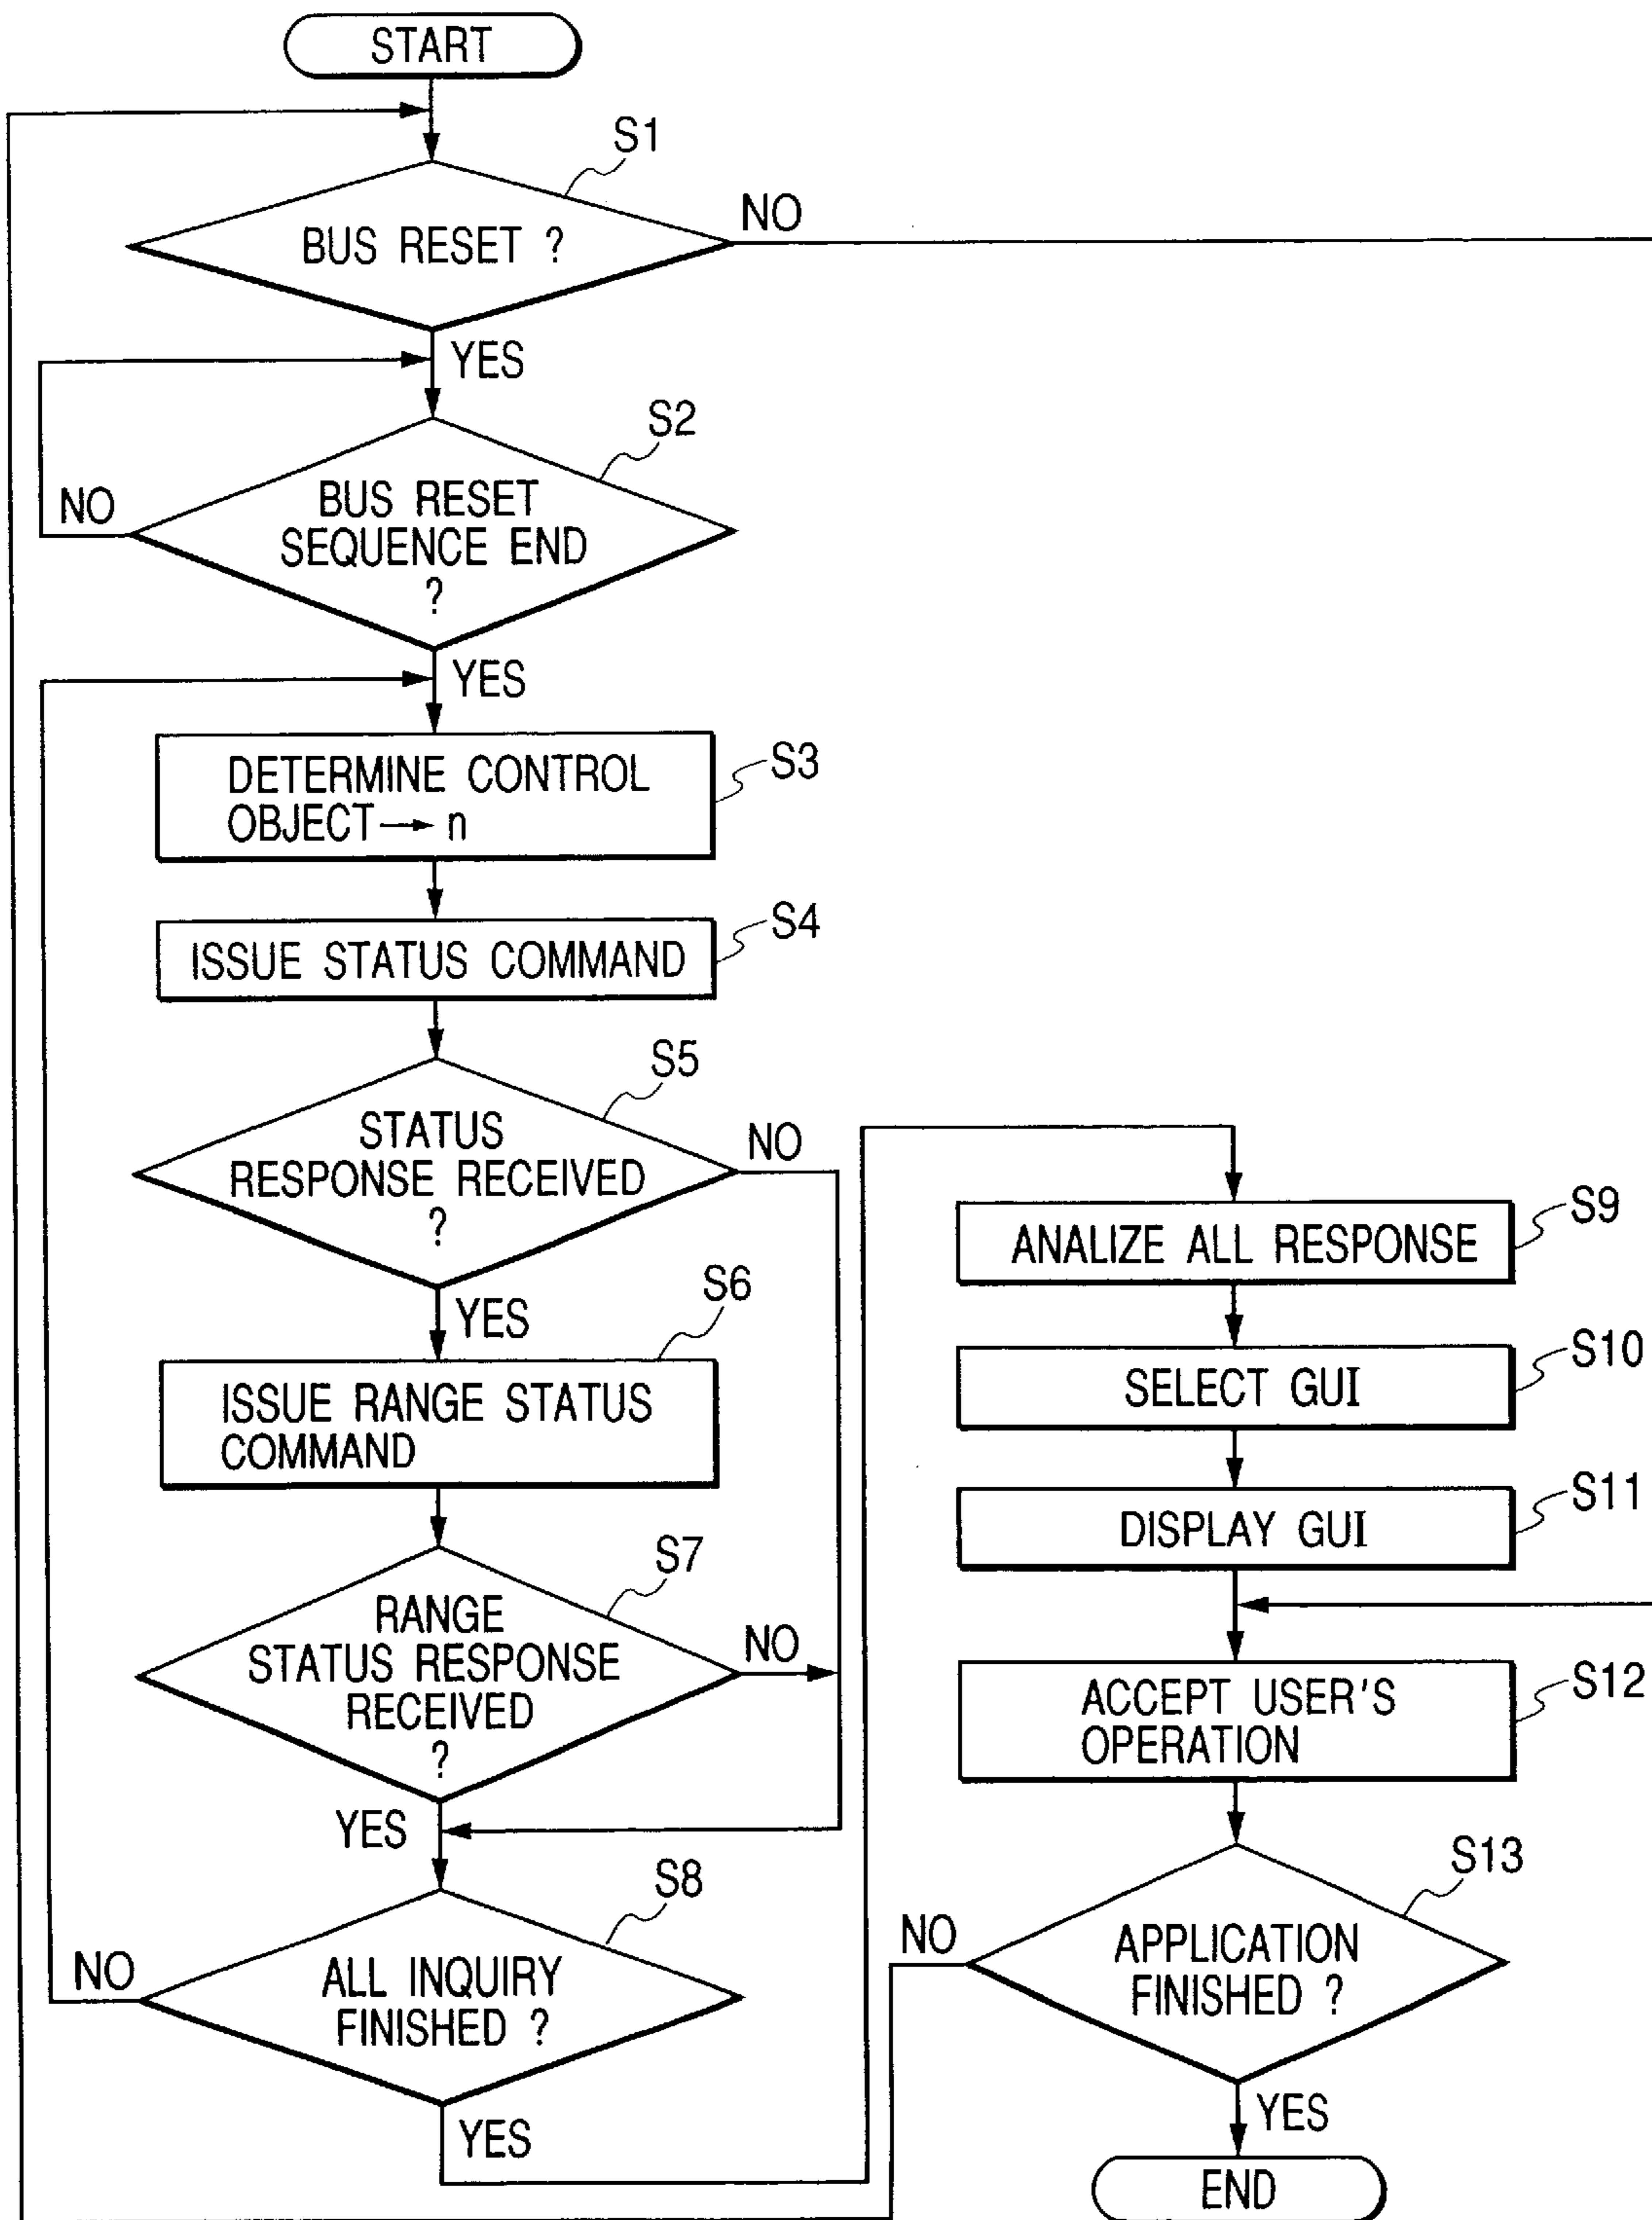 START
S1
BUS RESET ?
NO
YES
S2
BUS RESET
SEQUENCE END
?
NO
YES
DETERMINE CONTROL
OBJECT → n
S3
ISSUE STATUS COMMAND
S4
S5
STATUS
RESPONSE RECEIVED
?
NO
YES
S6
ISSUE RANGE STATUS
COMMAND
S7
RANGE
STATUS RESPONSE
RECEIVED
?
NO
YES
S8
ALL INQUIRY
FINISHED ?
NO
YES
ANALIZE ALL RESPONSE
S9
SELECT GUI
S10
DISPLAY GUI
S11
ACCEPT USER'S
OPERATION
S12
S13
APPLICATION
FINISHED ?
NO
YES
END